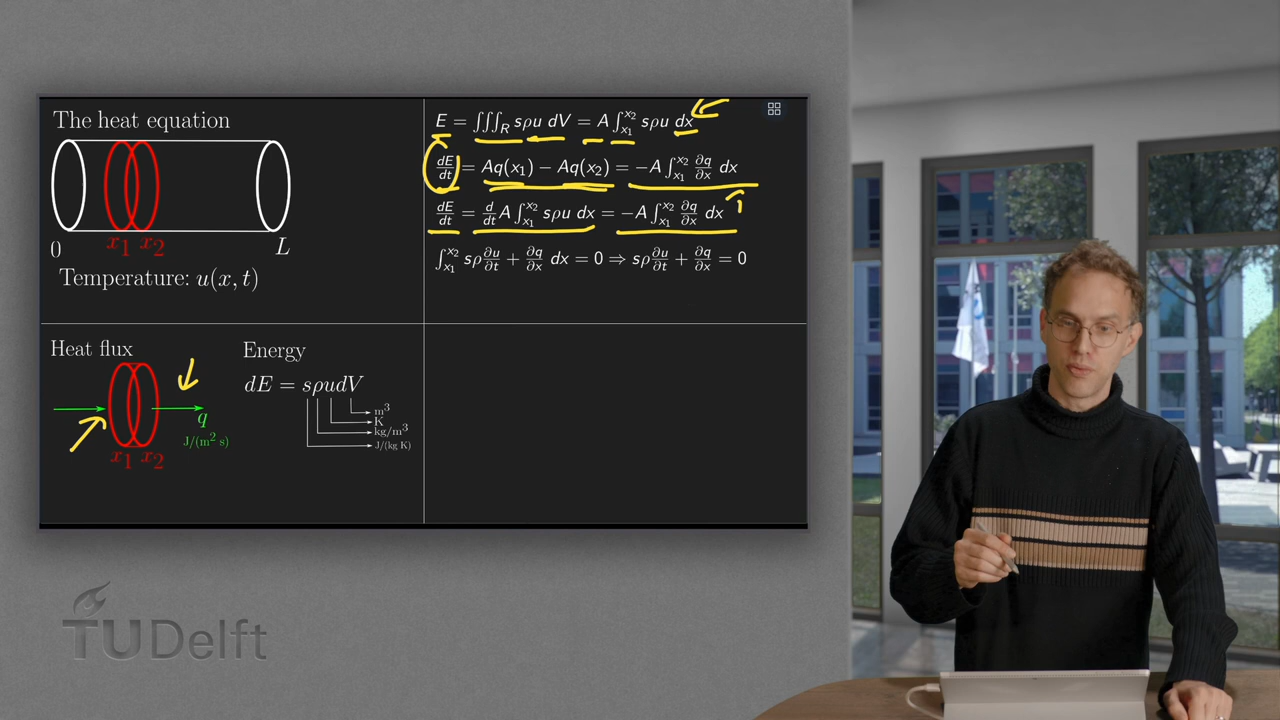 The heat equation
0 x₁ x₂ L
Temperature: u(x, t)
E = ∭_R sρu dV = A ∫_{x₁}^{x₂} sρu dx
dE/dt = Aq(x₁) − Aq(x₂) = −A ∫_{x₁}^{x₂} ∂q/∂x dx
dE/dt = d/dt A ∫_{x₁}^{x₂} sρu dx = −A ∫_{x₁}^{x₂} ∂q/∂x dx
∫_{x₁}^{x₂} sρ ∂u/∂t + ∂q/∂x dx = 0 ⇒ sρ ∂u/∂t + ∂q/∂x = 0
Heat flux
q
J/(m² s)
x₁ x₂
Energy
dE = sρudV
m³
K
kg/m³
J/(kg K)
TUDelft